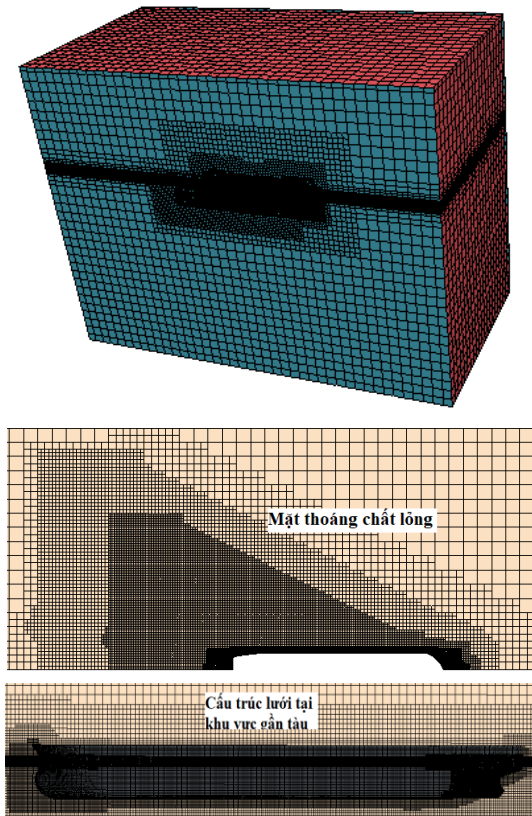 Mặt thoáng chất lỏng
Cấu trúc lưới tại
khu vực gần tàu